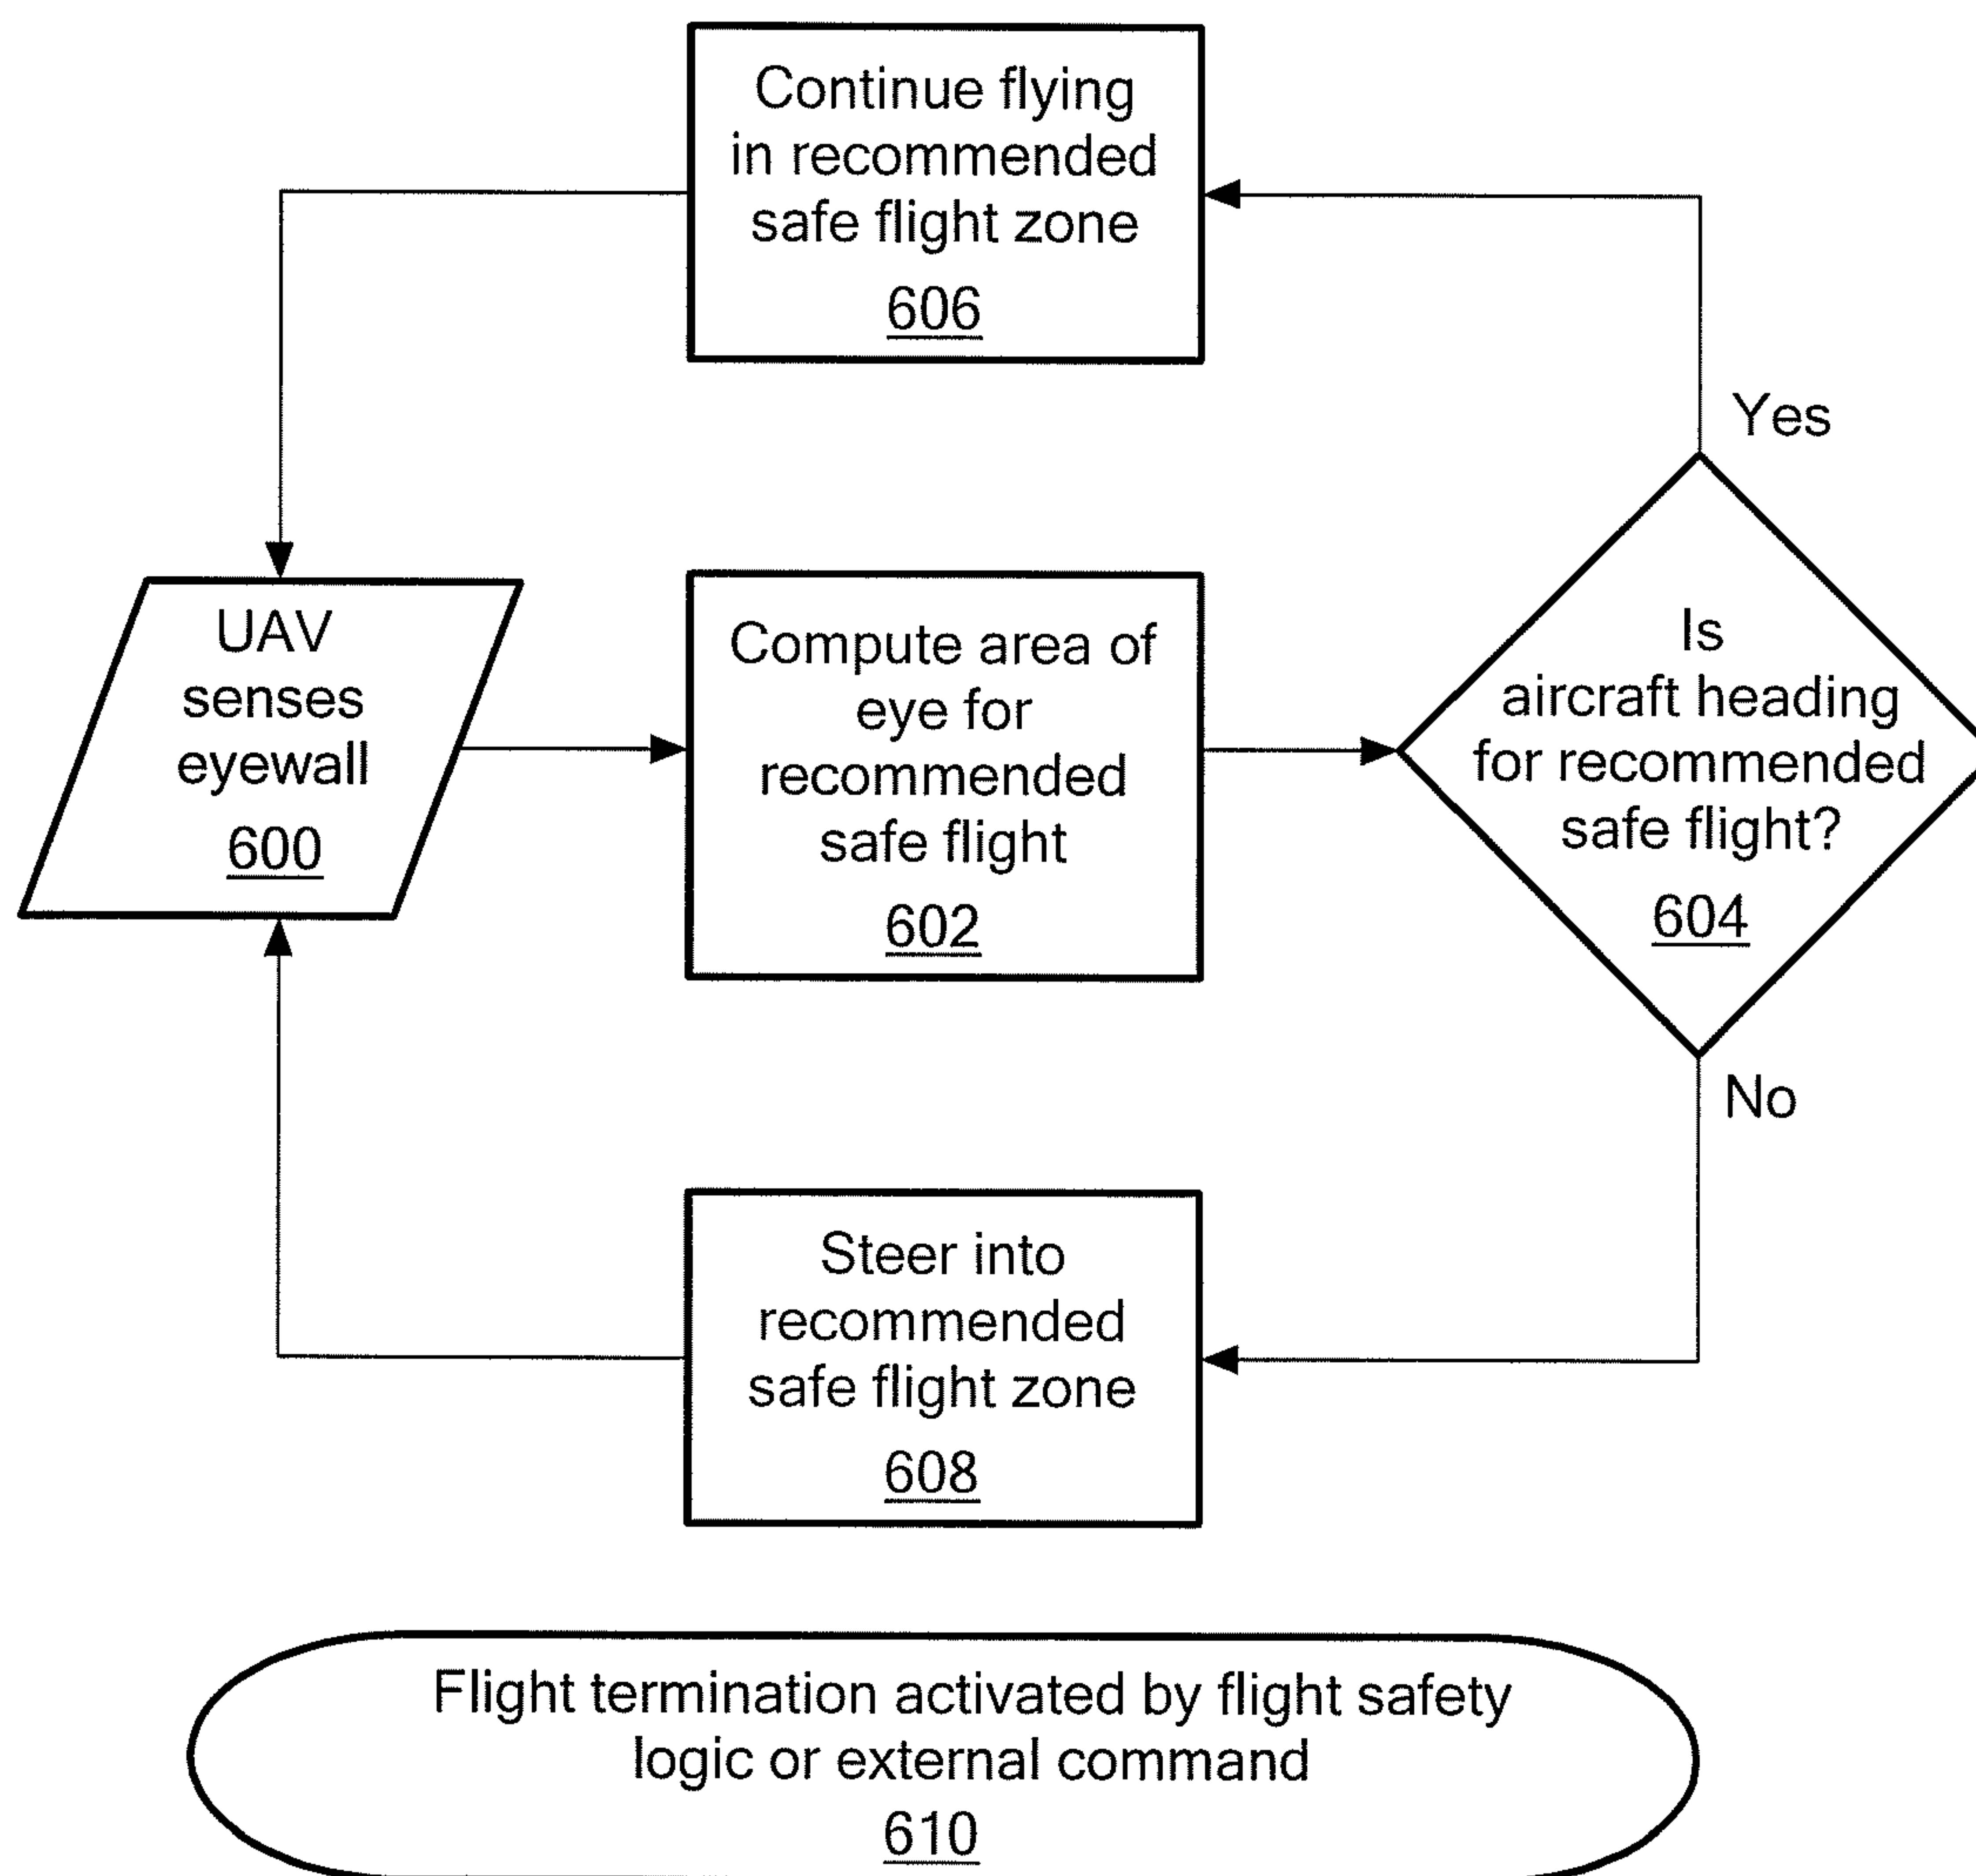 Continue flying
in recommended
safe flight zone
606
Yes
UAV
senses
eyewall
600
Compute area of
eye for
recommended
safe flight
602
Is
aircraft heading
for recommended
safe flight?
604
No
Steer into
recommended
safe flight zone
608
Flight termination activated by flight safety
logic or external command
610